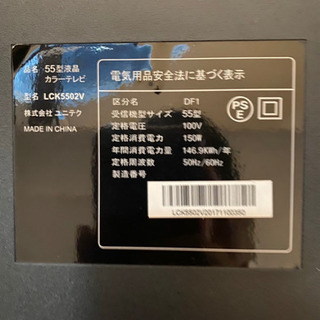 品名 55型液晶
カラーテレビ
型名 LCK5502V
株式会社 ユニテク
MADE IN CHINA
電気用品安全法に基づく表示
区分名 DF1
受信機型サイズ 55型
定格電圧 100V
定格消費電力 150W
年間消費電力量 146.9KWh/年
定格周波数 50Hz/60Hz
製造番号
PS
E
LCK5502V20171100350